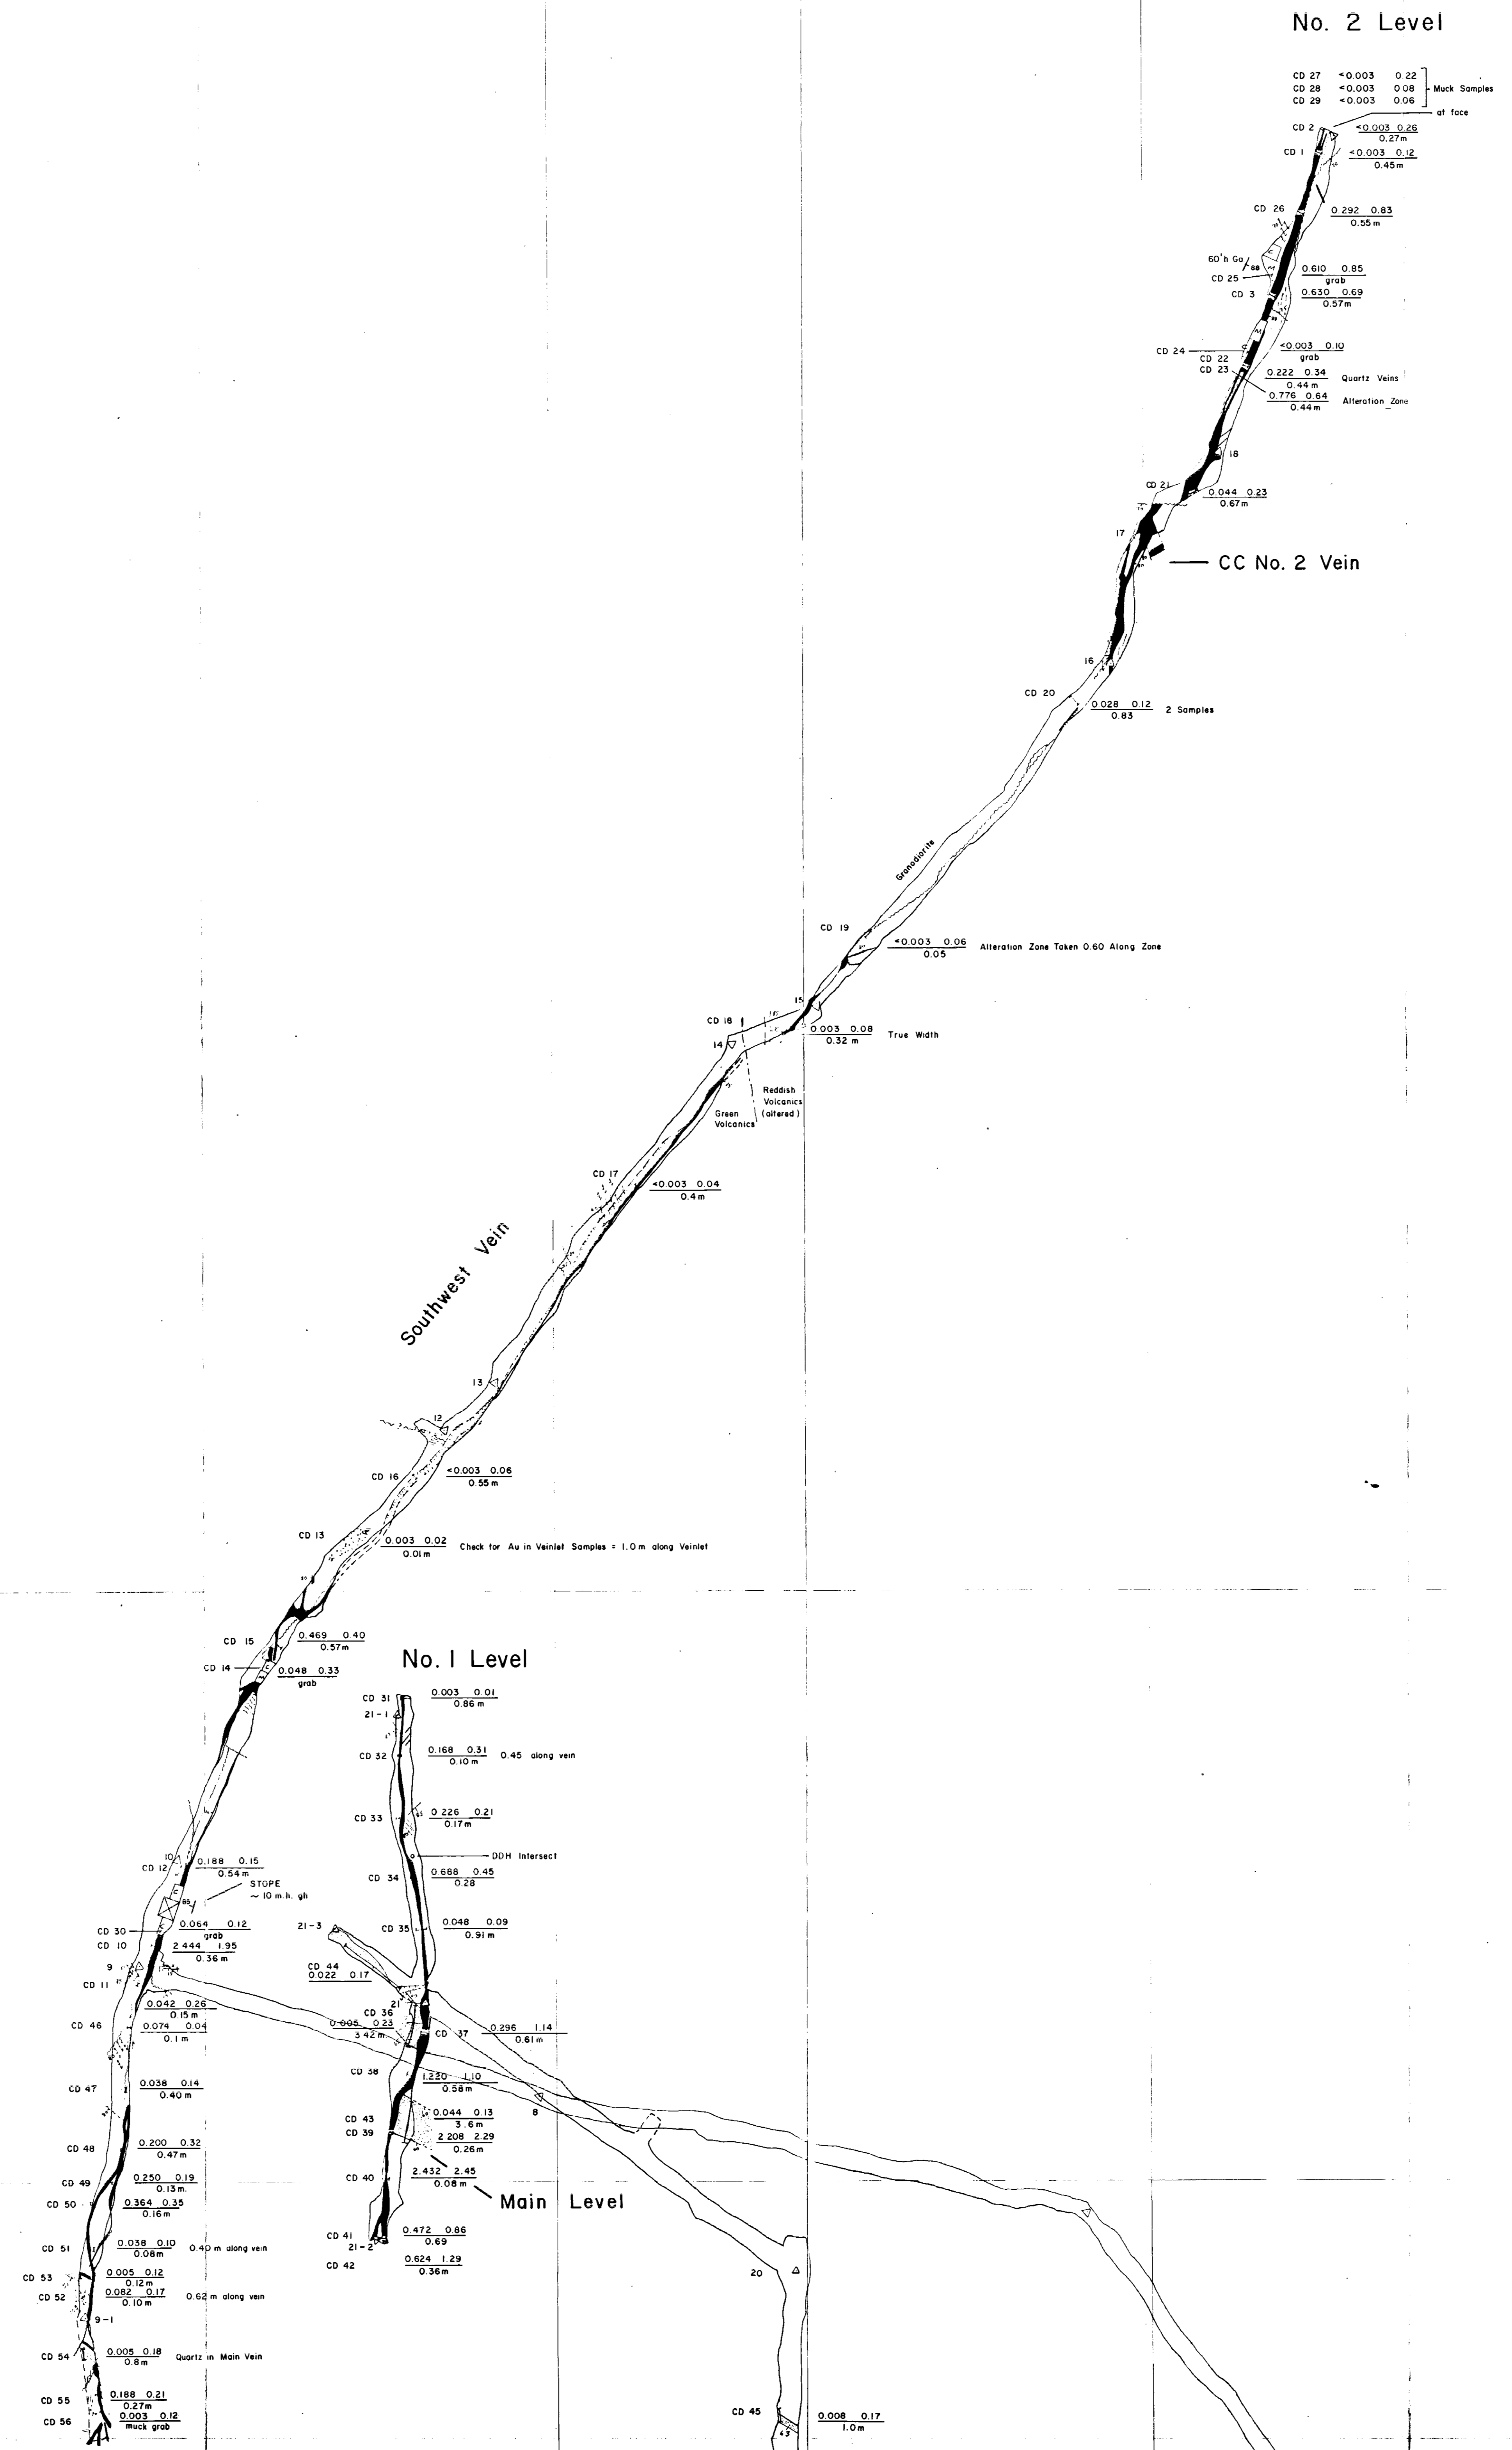 No. 2 Level
CD 27 <0.003 0.22
CD 28 <0.003 0.08 Muck Samples
CD 29 <0.003 0.06
at face
CD 2 <0.003 0.26
0.27m
CD 1 <0.003 0.12
0.45m
CD 26 0.292 0.83
0.55m
60'h Ga 88
CD 25 0.610 0.85
grab
CD 3 0.630 0.69
0.57m
CD 24 <0.003 0.10
grab
CD 22
CD 23 0.222 0.34 Quartz Veins
0.44m
0.776 0.64 Alteration Zone
0.44m
18
CD 21 0.044 0.23
0.67m
17
CC No. 2 Vein
16
CD 20 0.028 0.12 2 Samples
0.83
Granodiorite
CD 19 <0.003 0.06 Alteration Zone Taken 0.60 Along Zone
0.05
15
CD 18 0.003 0.08 True Width
0.32 m
14
Reddish
Volcanics
(altered)
Green
Volcanics
CD 17 <0.003 0.04
0.4m
Southwest Vein
13
12
CD 16 <0.003 0.06
0.55m
CD 13 0.003 0.02 Check for Au in Veinlet Samples = 1.0 m along Veinlet
0.01m
CD 15 0.469 0.40
0.57m
CD 14 0.048 0.33
grab
No. 1 Level
CD 31 0.003 0.01
0.86 m
21-1
CD 32 0.168 0.31 0.45 along vein
0.10m
CD 33 0.226 0.21
0.17m
DDH Intersect
CD 34 0.688 0.45
0.28
CD 35 0.048 0.09
0.91m
21-3
CD 44
0.022 0.17
21
CD 36
0.005 0.23
3.42m
CD 37 0.296 1.14
0.61m
CD 38 1.220 1.10
0.58m
CD 43 0.044 0.13
3.6m
CD 39 2.208 2.29
0.26m
CD 40 2.432 2.45
0.08m
Main Level
CD 41 0.472 0.86
0.69
21-2
CD 42 0.624 1.29
0.36m
10
CD 12 0.188 0.15
0.54m
STOPE
~ 10 m.h. gh
85
CD 30 0.064 0.12
grab
CD 10 2.444 1.95
0.36m
9
CD 11 0.042 0.26
0.15m
CD 46 0.074 0.04
0.1m
CD 47 0.038 0.14
0.40m
CD 48 0.200 0.32
0.47m
CD 49 0.250 0.19
0.13m.
CD 50 0.364 0.35
0.16m
CD 51 0.038 0.10 0.40 m along vein
0.08m
CD 53 0.005 0.12
0.12m
CD 52 0.082 0.17 0.62 m along vein
0.10m
9-1
CD 54 0.005 0.18 Quartz in Main Vein
0.8m
CD 55 0.188 0.21
0.27m
CD 56 0.003 0.12
muck grab
8
20
CD 45 0.008 0.17
1.0m
63